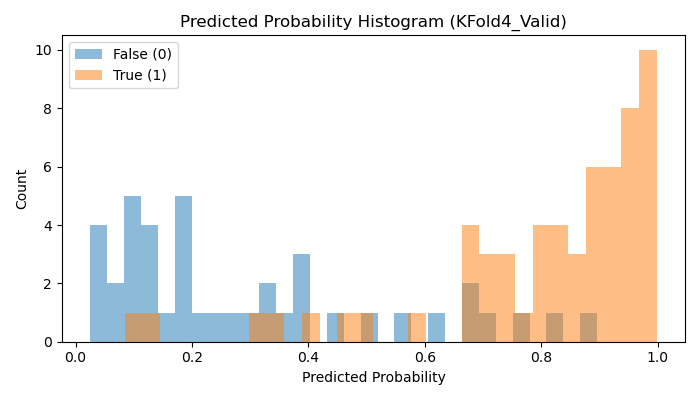 Predicted Probability Histogram (KFold4_Valid)
False (0)
True (1)
Count
10
8
6
4
2
0
0.0 0.2 0.4 0.6 0.8 1.0
Predicted Probability